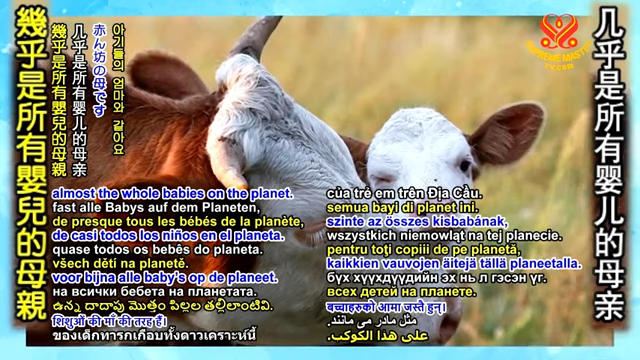 幾乎是所有嬰兒的母親
幾乎是所有嬰兒的母親
几乎是所有婴儿的母亲
赤ん坊の母です
아기들의 엄마와 같아요
SUPREME MASTER
TV.COM
几乎是所有婴儿的母亲
almost the whole babies on the planet.
fast alle Babys auf dem Planeten,
de presque tous les bébés de la planète,
de casi todos los niños en el planeta.
quase todos os bebês do planeta.
všech dětí na planetě.
voor bijna alle baby's op de planeet.
на всички бебета на планетата.
ఉన్న దాదాపు మొత్తం పిల్లల తల్లిలాంటివి.
शिशुओं की माँ की तरह हैं।
ของเด็กทารกเกือบทั้งดาวเคราะห์นี้
của trẻ em trên Địa Cầu.
semua bayi di planet ini.
szinte az összes kisbabának,
wszystkich niemowląt na tej planecie.
pentru toţi copiii de pe planetă,
kaikkien vauvojen äitejä tällä planeetalla.
бүх хүүхдүүдийн эх нь л гэсэн үг.
всех детей на планете.
बच्चाहरुको आमा जस्तै हुन्।
مثل مادر می مانند.
على هذا الكوكب.